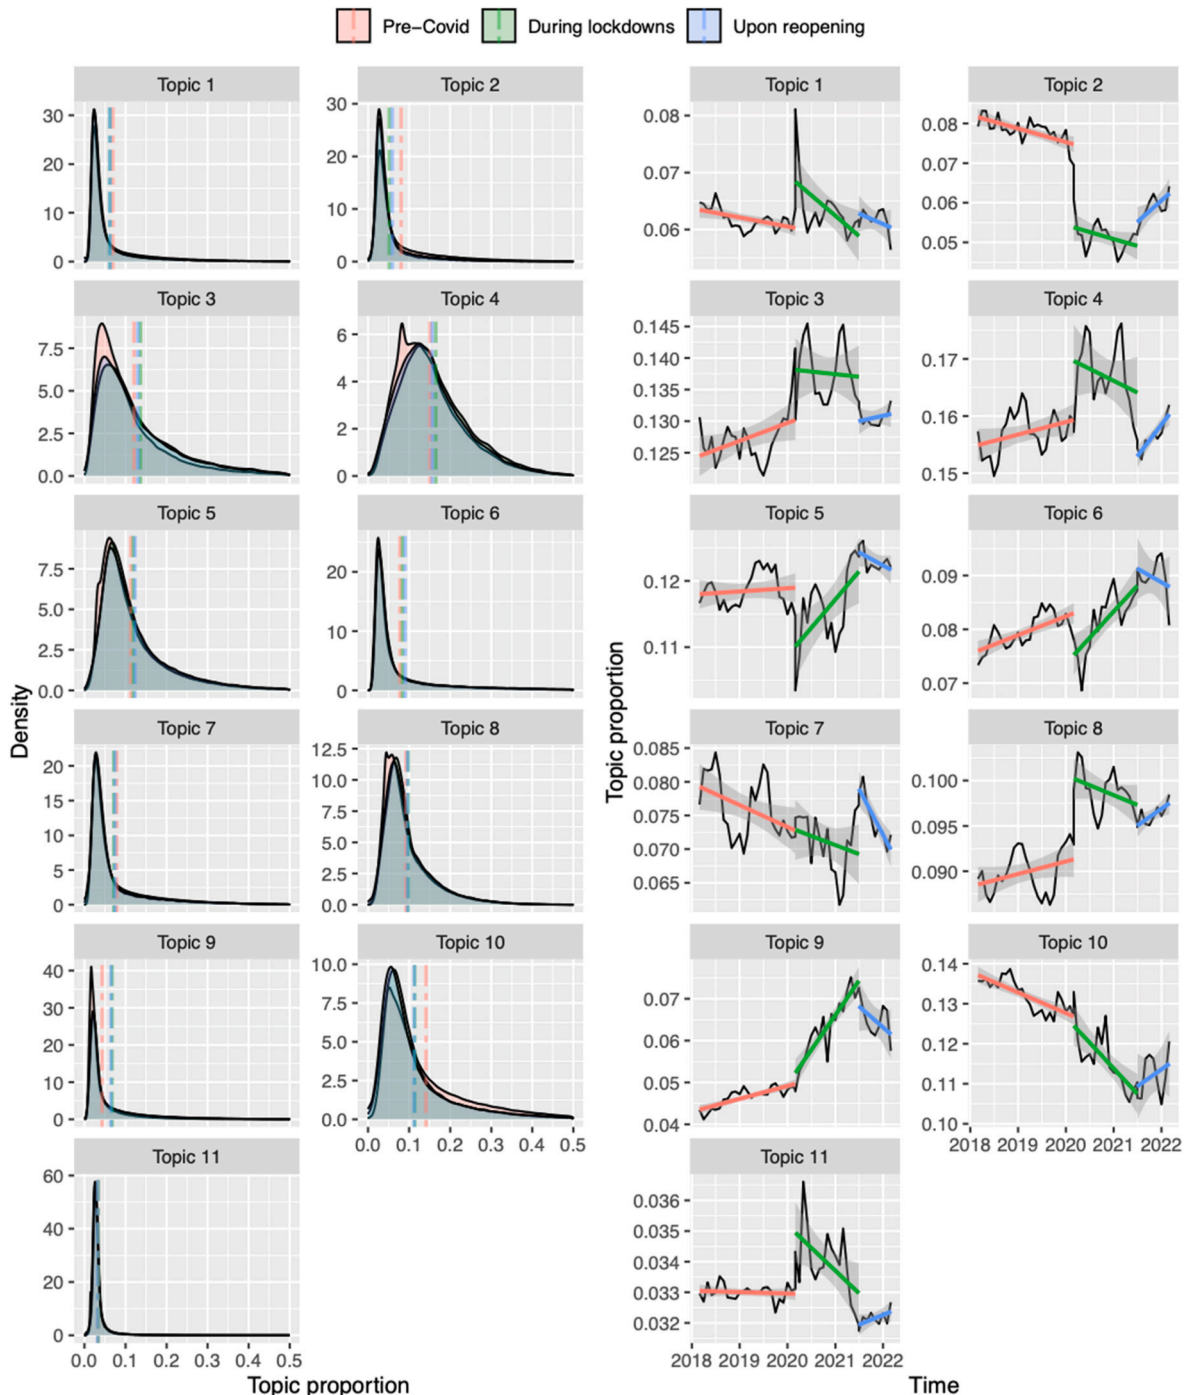 Pre−Covid During lockdowns Upon reopening
Topic 1 Topic 2 Topic 1 Topic 2
30 20 10 0
30 20 10 0
0.08 0.07 0.06
0.08 0.07 0.06 0.05
Topic 3 Topic 4 Topic 3 Topic 4
7.5 5.0 2.5 0.0
6 4 2 0
0.145 0.140 0.135 0.130 0.125
0.17 0.16 0.15
Topic 5 Topic 6 Topic 5 Topic 6
7.5 5.0 2.5 0.0
20 10 0
0.12 0.11
0.09 0.08 0.07
Density
Topic proportion
Topic 7 Topic 8 Topic 7 Topic 8
20 15 10 5 0
12.5 10.0 7.5 5.0 2.5 0.0
0.085 0.080 0.075 0.070 0.065
0.100 0.095 0.090
Topic 9 Topic 10 Topic 9 Topic 10
40 30 20 10 0
10.0 7.5 5.0 2.5 0.0
0.07 0.06 0.05 0.04
0.14 0.13 0.12 0.11 0.10
0.0 0.1 0.2 0.3 0.4 0.5
2018 2019 2020 2021 2022
Topic 11 Topic 11
60 40 20 0
0.036 0.035 0.034 0.033 0.032
0.0 0.1 0.2 0.3 0.4 0.5
2018 2019 2020 2021 2022
Topic proportion Time